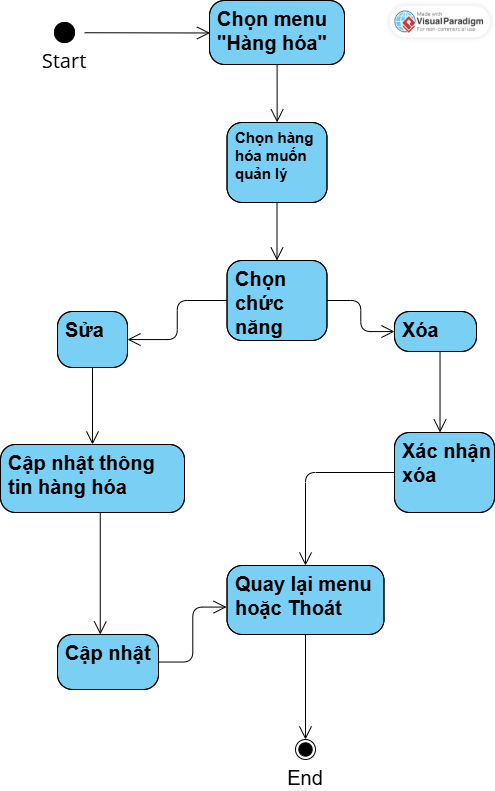 Made with
VisualParadigm
For non-commercial use
Chọn menu
"Hàng hóa"
Start
Chọn hàng
hóa muốn
quản lý
Chọn
chức
năng
Sửa
Xóa
Cập nhật thông
tin hàng hóa
Xác nhận
xóa
Quay lại menu
hoặc Thoát
Cập nhật
End